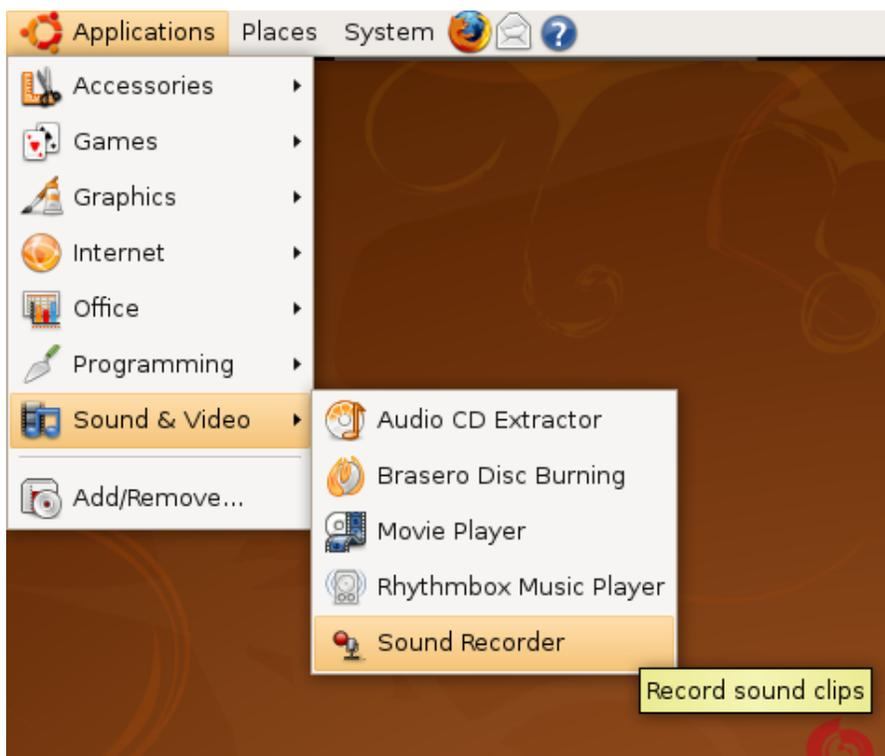 Applications Places System
Accessories
Games
Graphics
Internet
Office
Programming
Sound & Video
Add/Remove...
Audio CD Extractor
Brasero Disc Burning
Movie Player
Rhythmbox Music Player
Sound Recorder
Record sound clips